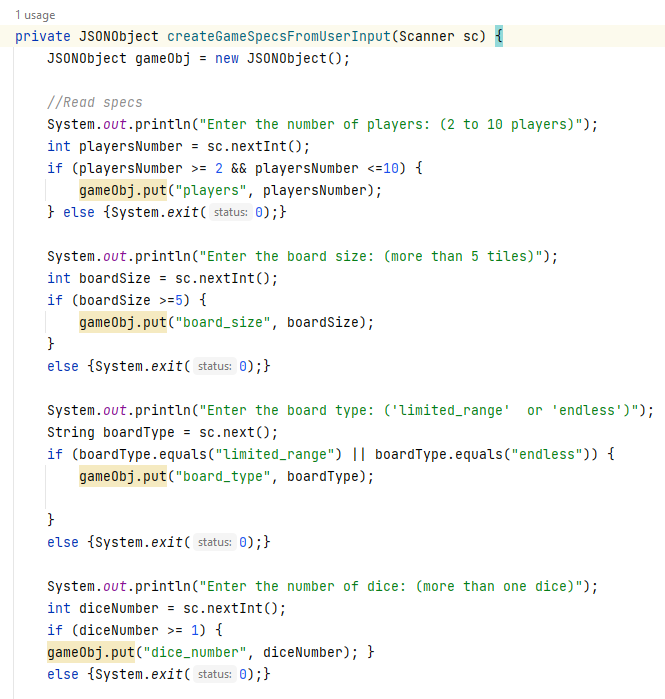 1 usage
private JSONObject createGameSpecsFromUserInput(Scanner sc) {
JSONObject gameObj = new JSONObject();
//Read specs
System.out.println("Enter the number of players: (2 to 10 players)");
int playersNumber = sc.nextInt();
if (playersNumber >= 2 && playersNumber <=10) {
gameObj.put("players", playersNumber);
} else {System.exit( status: 0);}
System.out.println("Enter the board size: (more than 5 tiles)");
int boardSize = sc.nextInt();
if (boardSize >=5) {
gameObj.put("board_size", boardSize);
}
else {System.exit( status: 0);}
System.out.println("Enter the board type: ('limited_range'  or 'endless')");
String boardType = sc.next();
if (boardType.equals("limited_range") || boardType.equals("endless")) {
gameObj.put("board_type", boardType);
}
else {System.exit( status: 0);}
System.out.println("Enter the number of dice: (more than one dice)");
int diceNumber = sc.nextInt();
if (diceNumber >= 1) {
gameObj.put("dice_number", diceNumber); }
else {System.exit( status: 0);}